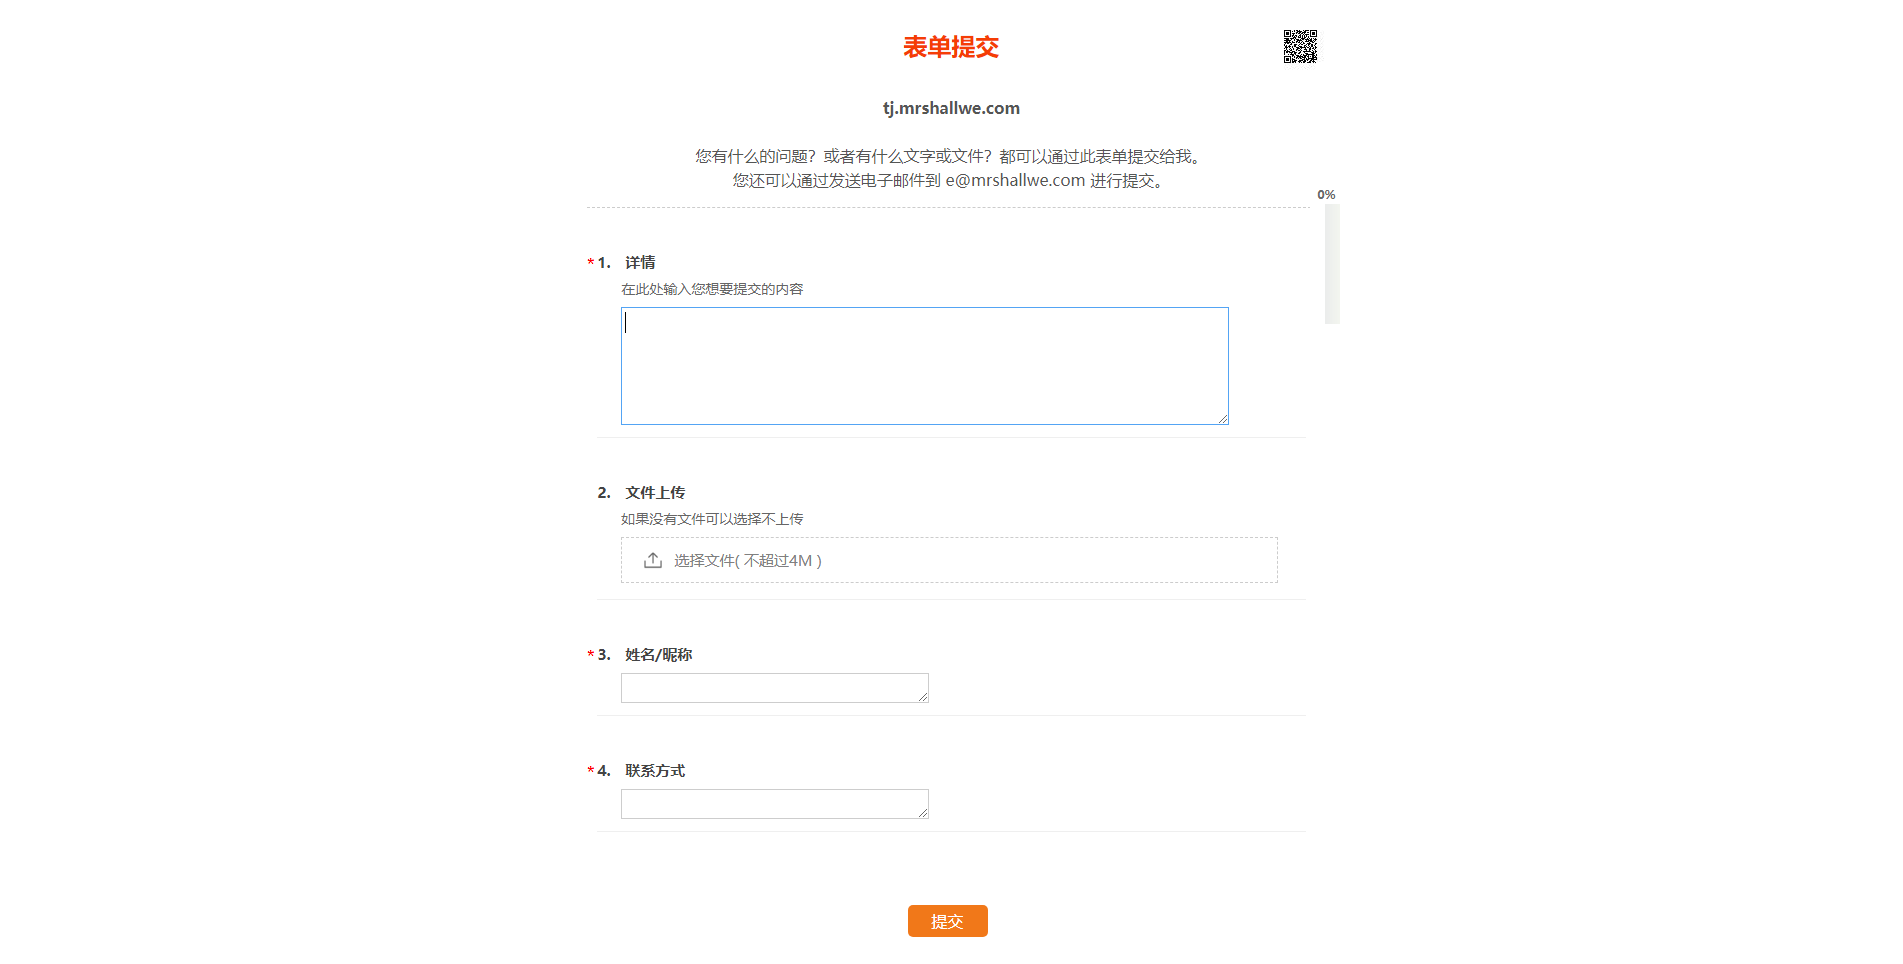 表单提交
tj.mrshallwe.com
您有什么的问题？或者有什么文字或文件？都可以通过此表单提交给我。
您还可以通过发送电子邮件到 e@mrshallwe.com 进行提交。
0%
* 1. 详情
在此处输入您想要提交的内容
2. 文件上传
如果没有文件可以选择不上传
选择文件( 不超过4M )
* 3. 姓名/昵称
* 4. 联系方式
提交